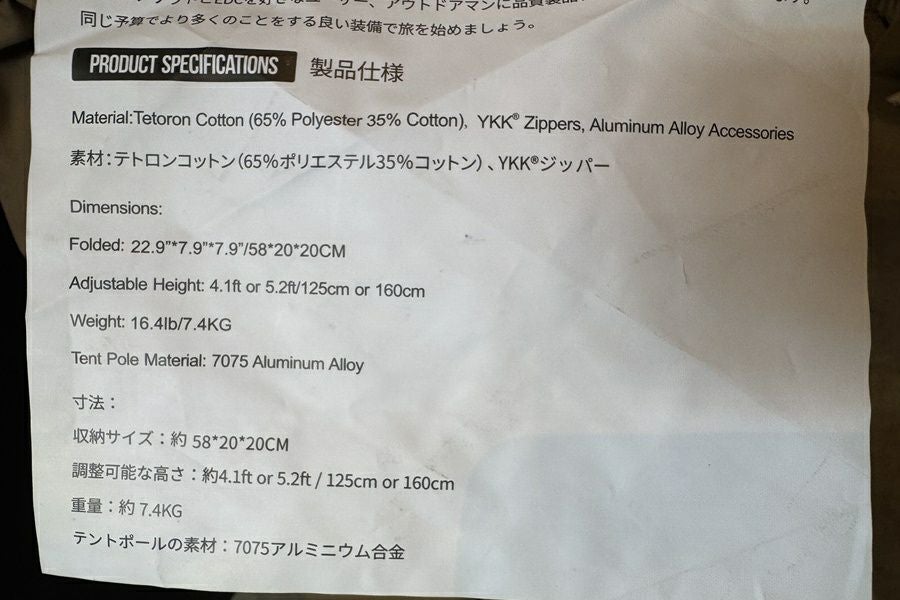 同じ予算でより多くのことをする良い装備で旅を始めましょう。
PRODUCT SPECIFICATIONS 製品仕様
Material:Tetoron Cotton (65% Polyester 35% Cotton), YKK® Zippers, Aluminum Alloy Accessories
素材：テトロンコットン（65%ポリエステル35%コットン）、YKK®ジッパー
Dimensions:
Folded: 22.9”*7.9”*7.9”/58*20*20CM
Adjustable Height: 4.1ft or 5.2ft/125cm or 160cm
Weight: 16.4lb/7.4KG
Tent Pole Material: 7075 Aluminum Alloy
寸法：
収納サイズ：約 58*20*20CM
調整可能な高さ：約4.1ft or 5.2ft / 125cm or 160cm
重量：約 7.4KG
テントポールの素材：7075アルミニウム合金